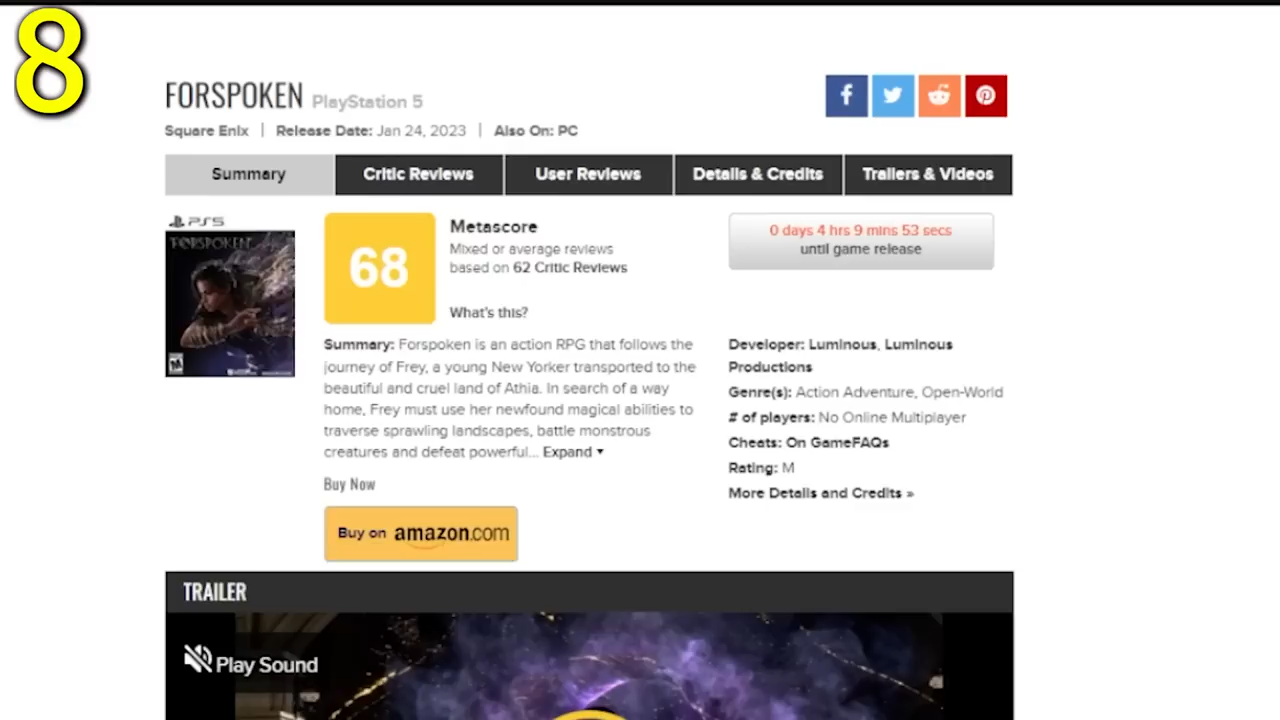 8
FORSPOKEN PlayStation 5
Square Enix | Release Date: Jan 24, 2023 | Also On: PC
Summary Critic Reviews User Reviews Details & Credits Trailers & Videos
PS5
FORSPOKEN
68
Metascore
Mixed or average reviews
based on 62 Critic Reviews
What's this?
0 days 4 hrs 9 mins 53 secs
until game release
Summary: Forspoken is an action RPG that follows the
journey of Frey, a young New Yorker transported to the
beautiful and cruel land of Athia. In search of a way
home, Frey must use her newfound magical abilities to
traverse sprawling landscapes, battle monstrous
creatures and defeat powerful... Expand
Developer: Luminous, Luminous
Productions
Genre(s): Action Adventure, Open-World
# of players: No Online Multiplayer
Cheats: On GameFAQs
Rating: M
More Details and Credits »
Buy Now
Buy on amazon.com
TRAILER
Play Sound